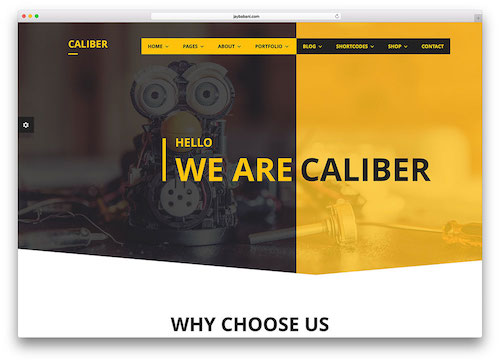 jaybabani.com
CALIBER
HOME PAGES ABOUT PORTFOLIO BLOG SHORTCODES SHOP CONTACT
HELLO
WE ARE CALIBER
WHY CHOOSE US